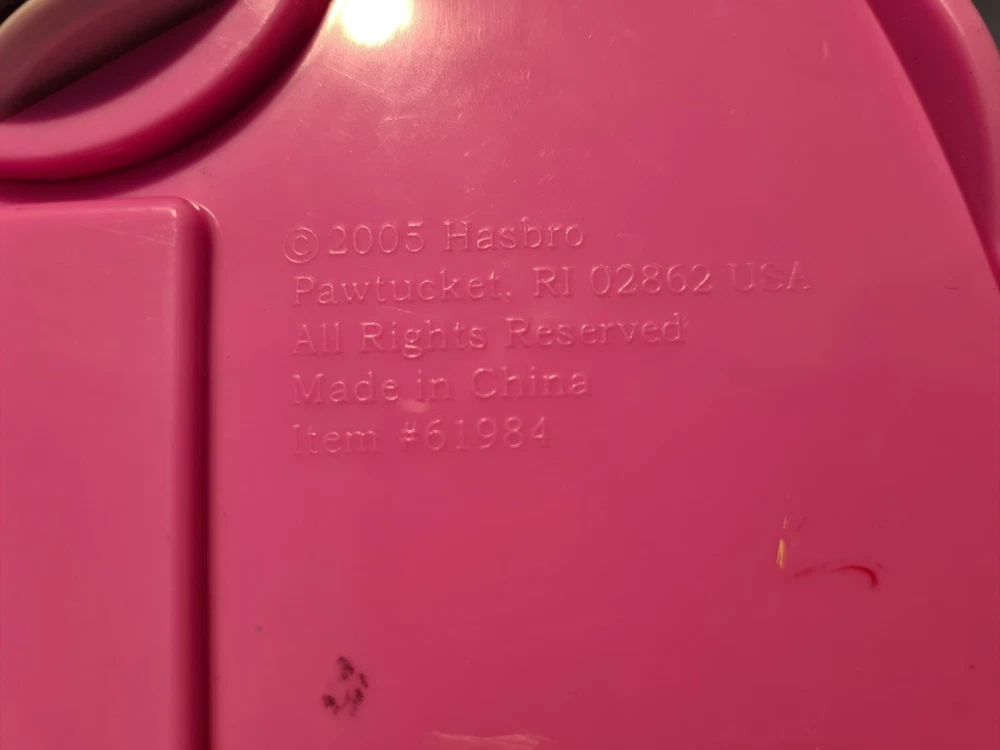 ©2005 Hasbro
Pawtucket, RI 02862 USA
All Rights Reserved
Made in China
Item #61984